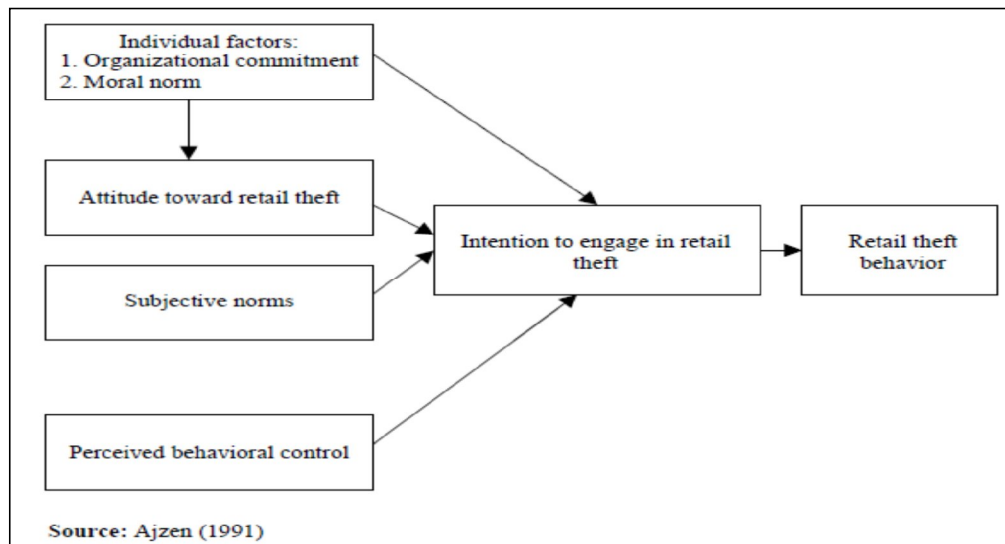 Individual factors:
1. Organizational commitment
2. Moral norm
Attitude toward retail theft
Subjective norms
Perceived behavioral control
Intention to engage in retail
theft
Retail theft
behavior
Source: Ajzen (1991)